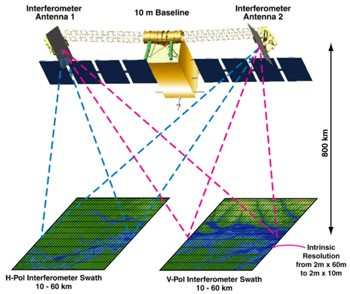 Interferometer
Antenna 1
10 m Baseline
Interferometer
Antenna 2
800 km
H-Pol Interferometer Swath
10 - 60 km
V-Pol Interferometer Swath
10 - 60 km
Intrinsic
Resolution
from 2m x 60m
to 2m x 10m